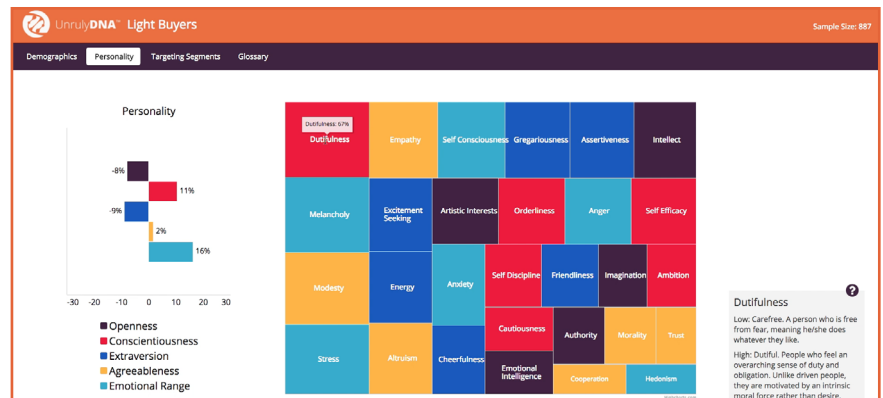 UnrulyDNA™ Light Buyers
Sample Size: 887
Demographics
Personality
Targeting Segments
Glossary
Personality
-8%
11%
-9%
2%
16%
-30 -20 -10 0 10 20 30
Openness
Conscientiousness
Extraversion
Agreeableness
Emotional Range
Dutifulness: 67%
Dutifulness
Empathy
Self Consciousness
Gregariousness
Assertiveness
Intellect
Melancholy
Excitement
Seeking
Artistic Interests
Orderliness
Anger
Self Efficacy
Modesty
Energy
Anxiety
Self Discipline
Friendliness
Imagination
Ambition
Stress
Altruism
Cheerfulness
Cautiousness
Emotional
Intelligence
Authority
Morality
Trust
Cooperation
Hedonism
?
Dutifulness
Low: Carefree. A person who is free
from fear, meaning he/she does
whatever they like.
High: Dutiful. People who feel an
overarching sense of duty and
obligation. Unlike driven people,
they are motivated by an intrinsic
moral force rather than desire.